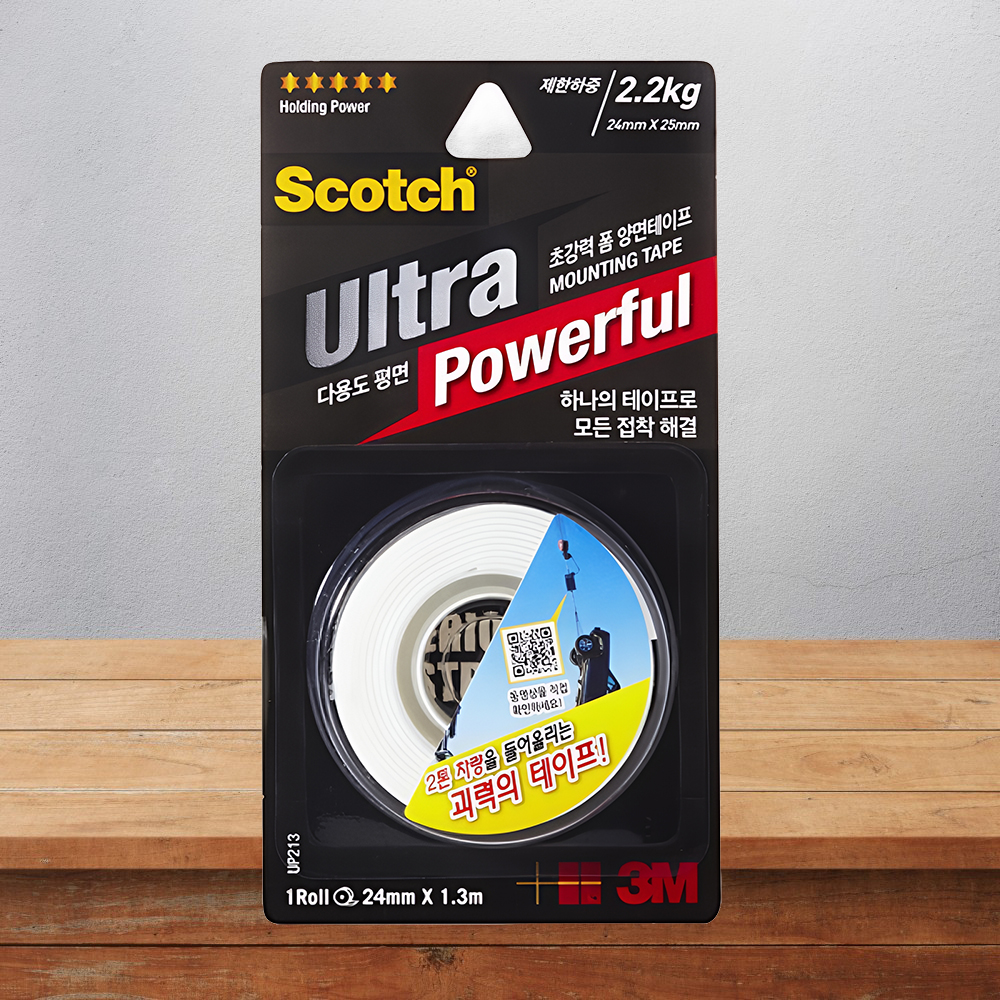 Holding Power
제한하중
2.2kg
24mm X 25mm
Scotch®
초강력 폼 양면테이프
MOUNTING TAPE
Ultra
Powerful
다용도 평면
하나의 테이프로
모든 접착 해결
2톤 차량을 들어올리는
괴력의 테이프!
UP213
1Roll 24mm X 1.3m
3M